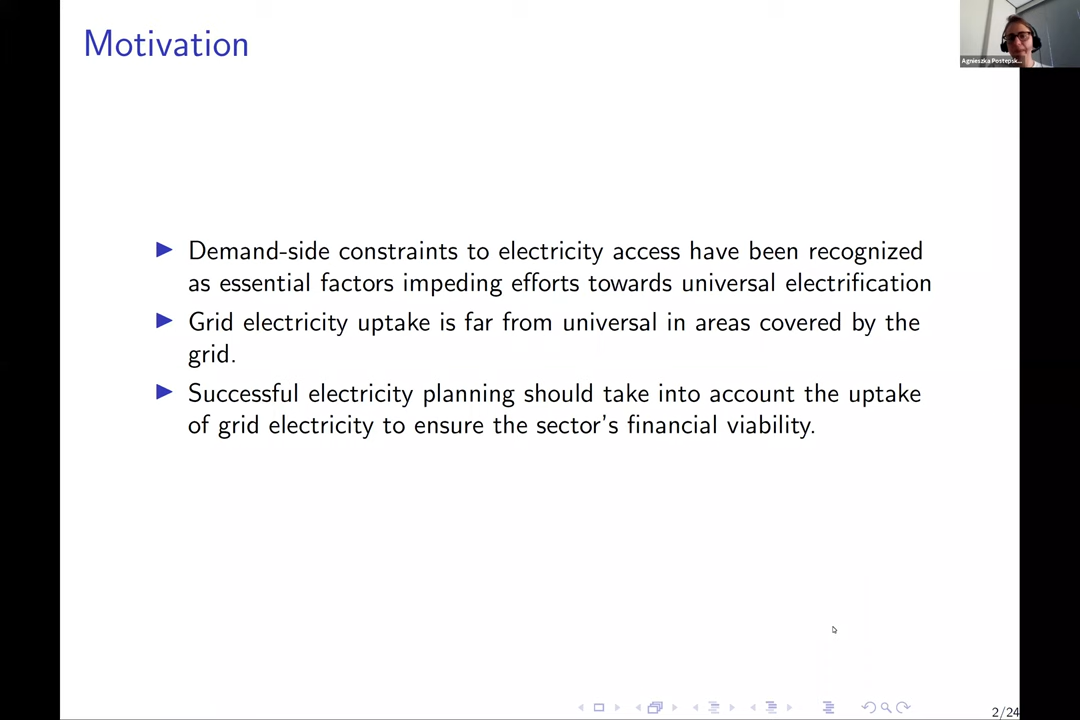 Motivation
Agnieszka Postepsk...
▶ Demand-side constraints to electricity access have been recognized
as essential factors impeding efforts towards universal electrification
▶ Grid electricity uptake is far from universal in areas covered by the
grid.
▶ Successful electricity planning should take into account the uptake
of grid electricity to ensure the sector's financial viability.
2/24